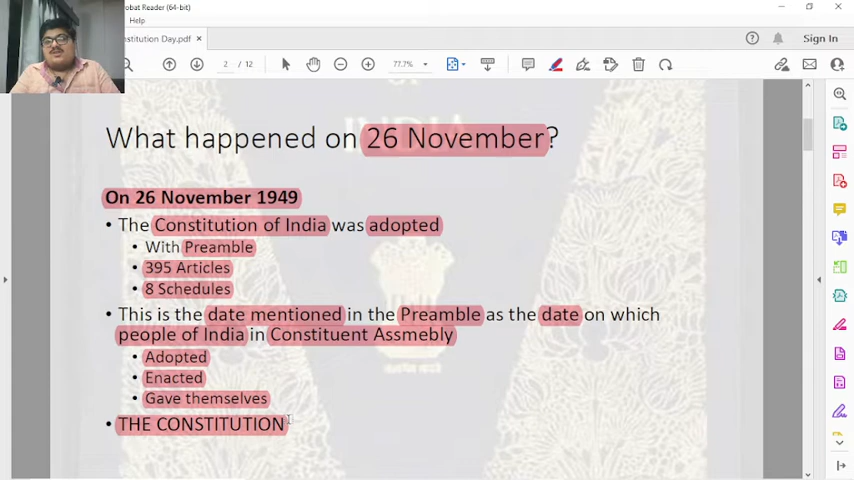 robat Reader (64-bit)
Help
stitution Day.pdf ×
Sign In
2 / 12
77.7%
What happened on 26 November?
On 26 November 1949
• The Constitution of India was adopted
• With Preamble
• 395 Articles
• 8 Schedules
• This is the date mentioned in the Preamble as the date on which
people of India in Constituent Assmebly
• Adopted
• Enacted
• Gave themselves
• THE CONSTITUTION